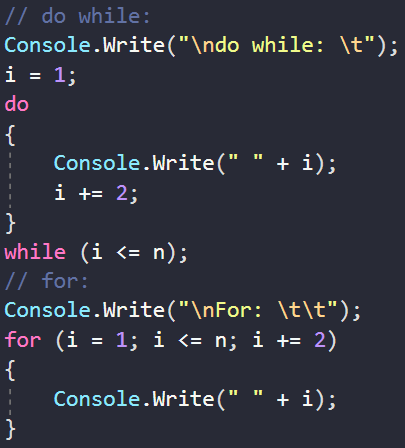 // do while:
Console.Write("\ndo while: \t");
i = 1;
do
{
    Console.Write(" " + i);
    i += 2;
}
while (i <= n);
// for:
Console.Write("\nFor: \t\t");
for (i = 1; i <= n; i += 2)
{
    Console.Write(" " + i);
}